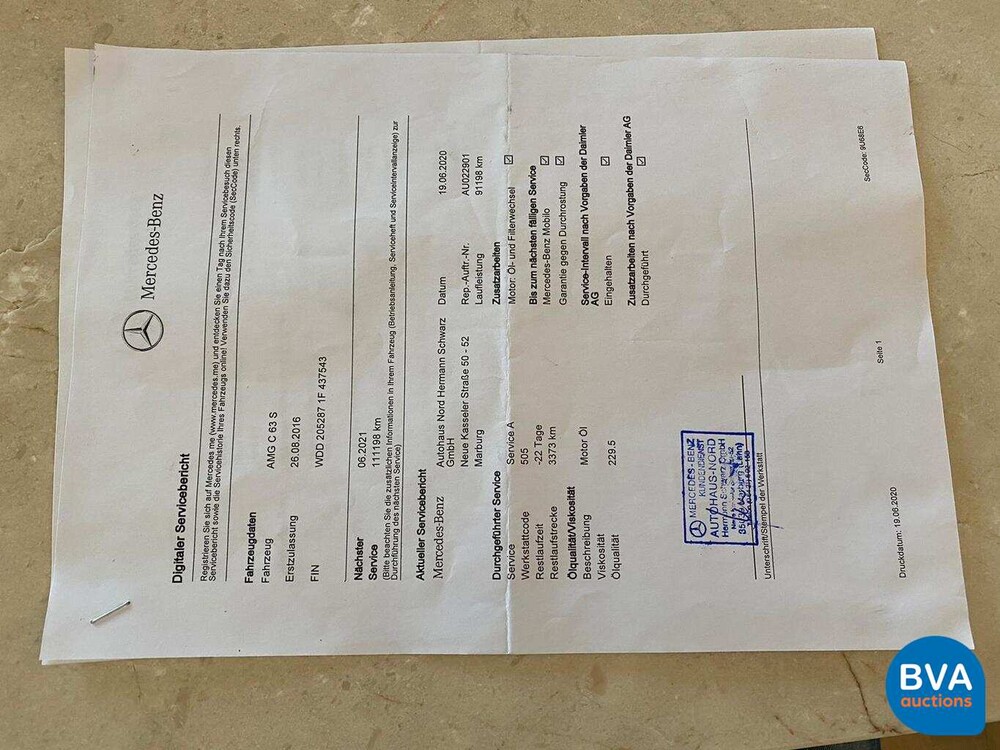 Mercedes-Benz
Digitaler Servicebericht
Registrieren Sie sich auf Mercedes me (www.mercedes.me) und entdecken Sie einen Tag nach Ihrem Servicebesuch diesen
Servicebericht sowie die Servicehistorie Ihres Fahrzeugs online! Verwenden Sie dazu den Sicherheitscode (SecCode) unten rechts.
Fahrzeugdaten
Fahrzeug AMG C 63 S
Erstzulassung 26.08.2016
FIN WDD 205287 1F 437543
Nächster 06.2021
Service 111198 km
(Bitte beachten Sie die zusätzlichen Informationen in Ihrem Fahrzeug (Betriebsanleitung, Serviceheft und Serviceintervallanzeige) zur
Durchführung des nächsten Service)
Aktueller Servicebericht
Mercedes-Benz Autohaus Nord Hermann Schwarz Datum 19.06.2020
GmbH
Neue Kasseler Straße 50 - 52 Rep.-Auftr.-Nr. AU022901
Marburg Laufleistung 91198 km
Durchgeführter Service Zusatzarbeiten
Service Service A Motor: Öl- und Filterwechsel ☑
Werkstattcode 505
Restlaufzeit -22 Tage Bis zum nächsten fälligen Service
Restlaufstrecke 3373 km Mercedes-Benz Mobilo ☑
Ölqualität/Viskosität Garantie gegen Durchrostung ☑
Beschreibung Motor Öl Service-Intervall nach Vorgaben der Daimler
Viskosität AG
Ölqualität 229.5 Eingehalten ☑
Zusatzarbeiten nach Vorgaben der Daimler AG
Durchgeführt ☑
MERCEDES-BENZ
KUNDENDIENST
AUTOHAUS-NORD
Hermann Schwarz GmbH
(Lahn)
Unterschrift/Stempel der Werkstatt
SecCode: 9U68E6
Seite 1
Druckdatum: 19.06.2020
BVA
auctions